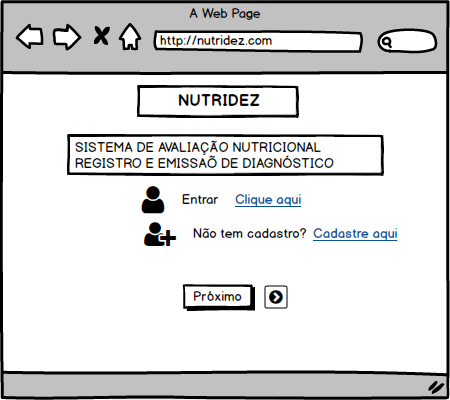 A Web Page
http://nutridez.com
NUTRIDEZ
SISTEMA DE AVALIAÇÃO NUTRICIONAL
REGISTRO E EMISSAÕ DE DIAGNÓSTICO
Entrar Clique aqui
Não tem cadastro? Cadastre aqui
Próximo